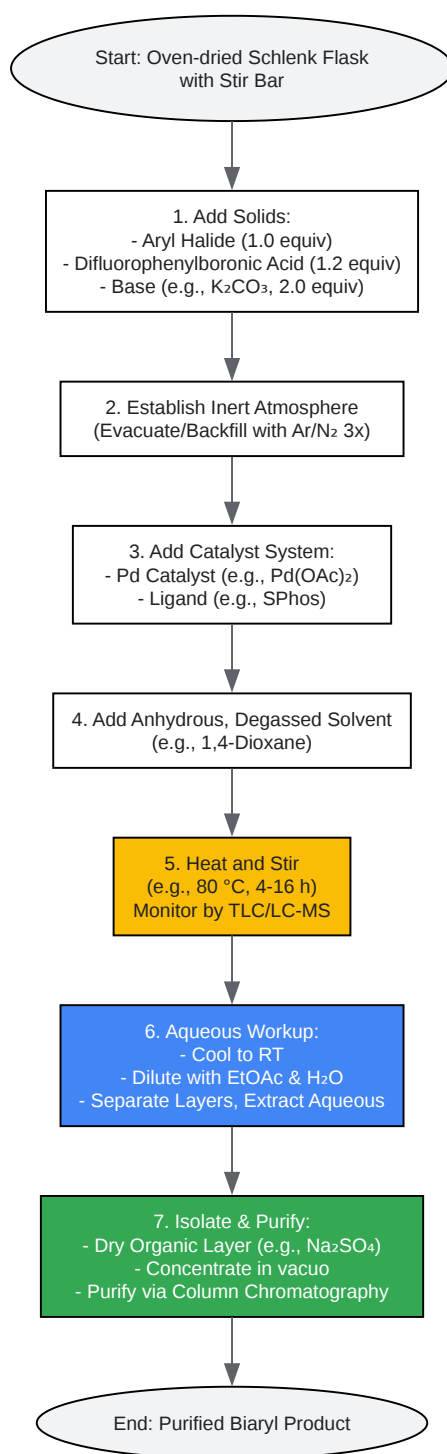 Start: Oven-dried Schlenk Flask
with Stir Bar
1. Add Solids:
- Aryl Halide (1.0 equiv)
- Difluorophenylboronic Acid (1.2 equiv)
- Base (e.g., K₂CO₃, 2.0 equiv)
2. Establish Inert Atmosphere
(Evacuate/Backfill with Ar/N₂ 3x)
3. Add Catalyst System:
- Pd Catalyst (e.g., Pd(OAc)₂)
- Ligand (e.g., SPhos)
4. Add Anhydrous, Degassed Solvent
(e.g., 1,4-Dioxane)
5. Heat and Stir
(e.g., 80 °C, 4-16 h)
Monitor by TLC/LC-MS
6. Aqueous Workup:
- Cool to RT
- Dilute with EtOAc & H₂O
- Separate Layers, Extract Aqueous
7. Isolate & Purify:
- Dry Organic Layer (e.g., Na₂SO₄)
- Concentrate in vacuo
- Purify via Column Chromatography
End: Purified Biaryl Product